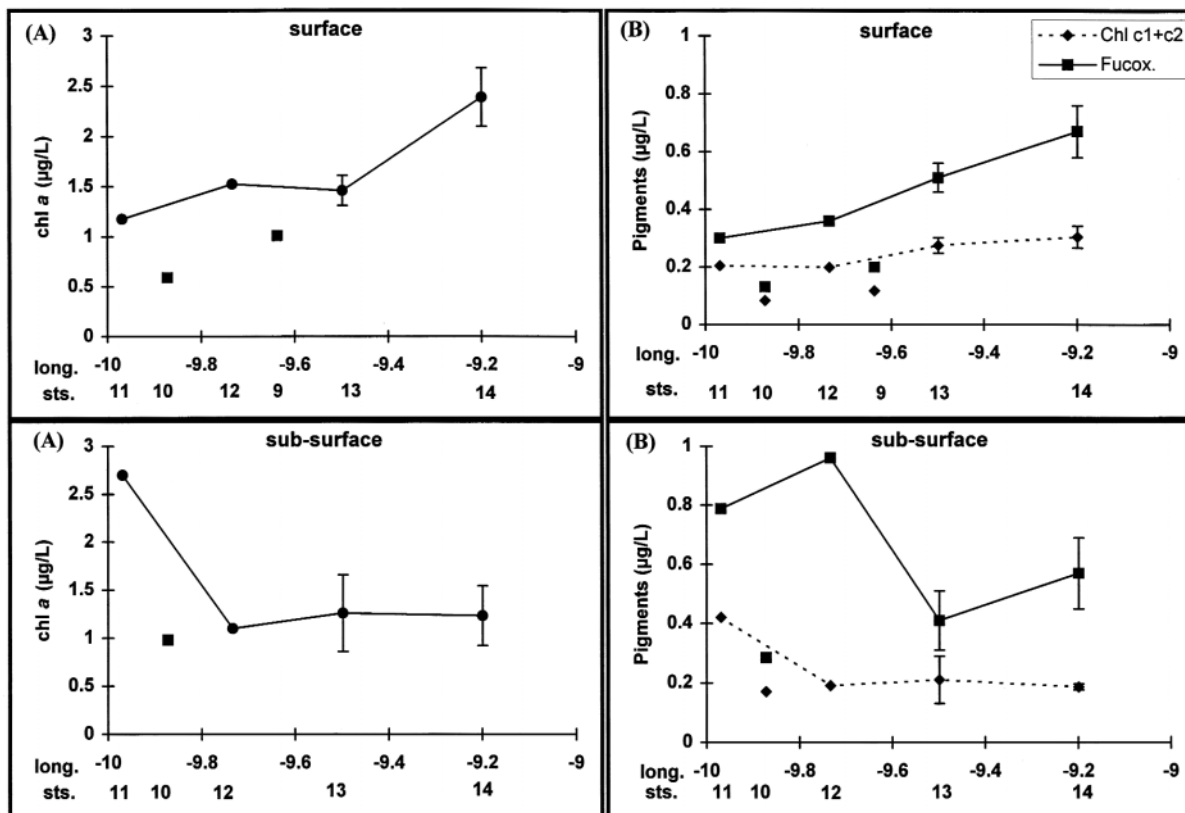 (A)
surface
chl a (µg/L)
3
2.5
2
1.5
1
0.5
0
long. -10 -9.8 -9.6 -9.4 -9.2 -9
sts. 11 10 12 9 13 14
(B)
surface
Chl c1+c2
Fucox.
Pigments (µg/L)
1
0.8
0.6
0.4
0.2
0
long. -10 -9.8 -9.6 -9.4 -9.2 -9
sts. 11 10 12 9 13 14
(A)
sub-surface
chl a (µg/L)
3
2.5
2
1.5
1
0.5
0
long. -10 -9.8 -9.6 -9.4 -9.2 -9
sts. 11 10 12 13 14
(B)
sub-surface
Pigments (µg/L)
1
0.8
0.6
0.4
0.2
0
long. -10 -9.8 -9.6 -9.4 -9.2 -9
sts. 11 10 12 13 14